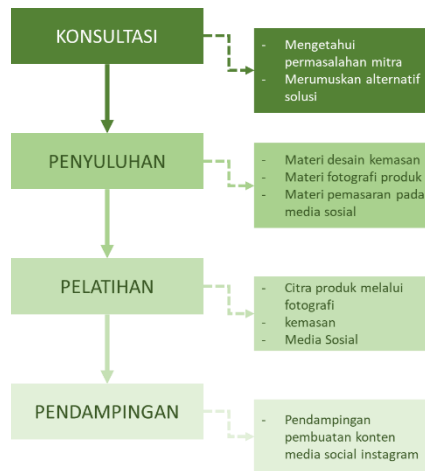 KONSULTASI
- Mengetahui
permasalahan mitra
- Merumuskan alternatif
solusi
PENYULUHAN
- Materi desain kemasan
- Materi fotografi produk
- Materi pemasaran pada
media sosial
PELATIHAN
- Citra produk melalui
fotografi
- kemasan
- Media Sosial
PENDAMPINGAN
- Pendampingan
pembuatan konten
media social instagram